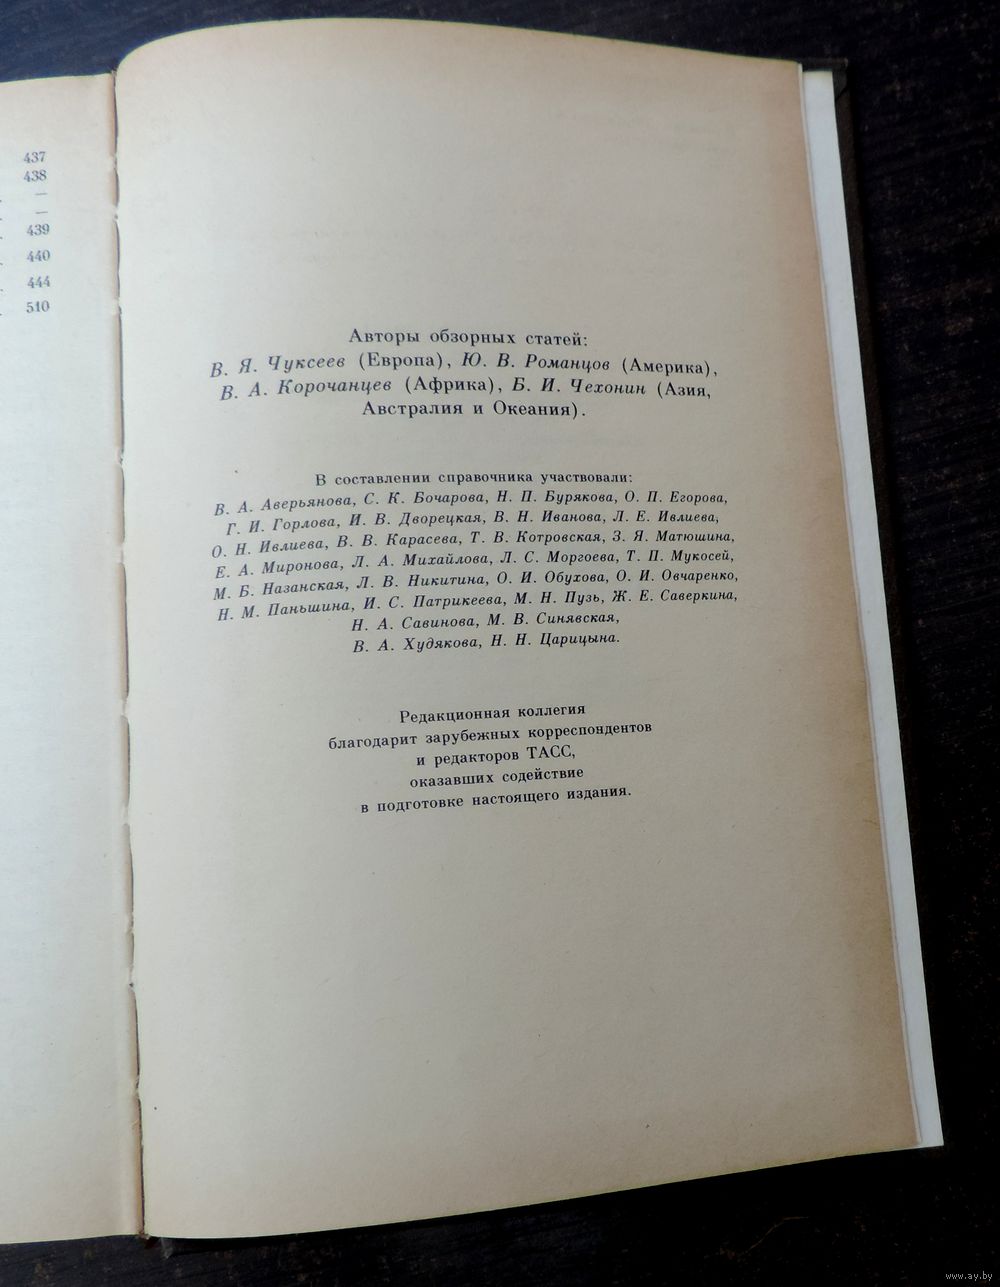 437
438
—
—
439
440
444
510
Авторы обзорных статей:
В. Я. Чуксеев (Европа), Ю. В. Романцов (Америка),
В. А. Корочанцев (Африка), Б. И. Чехонин (Азия,
Австралия и Океания).
В составлении справочника участвовали:
В. А. Аверьянова, С. К. Бочарова, Н. П. Бурякова, О. П. Егорова,
Г. И. Горлова, И. В. Дворецкая, В. Н. Иванова, Л. Е. Ивлиева,
О. Н. Ивлиева, В. В. Карасева, Т. В. Котровская, З. Я. Матюшина,
Е. А. Миронова, Л. А. Михайлова, Л. С. Моргоева, Т. П. Мукосей,
М. Б. Назанская, Л. В. Никитина, О. И. Обухова, О. И. Овчаренко,
Н. М. Паньшина, И. С. Патрикеева, М. Н. Пузь, Ж. Е. Саверкина,
Н. А. Савинова, М. В. Синявская,
В. А. Худякова, Н. Н. Царицына.
Редакционная коллегия
благодарит зарубежных корреспондентов
и редакторов ТАСС,
оказавших содействие
в подготовке настоящего издания.
www.ay.by